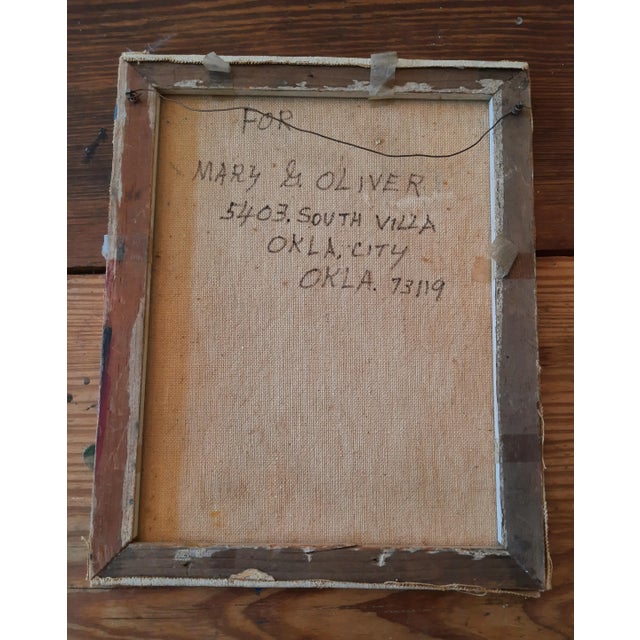 FOR
MARY G. OLIVER
5403. SOUTH VILLA
OKLA, CITY
OKLA. 73119